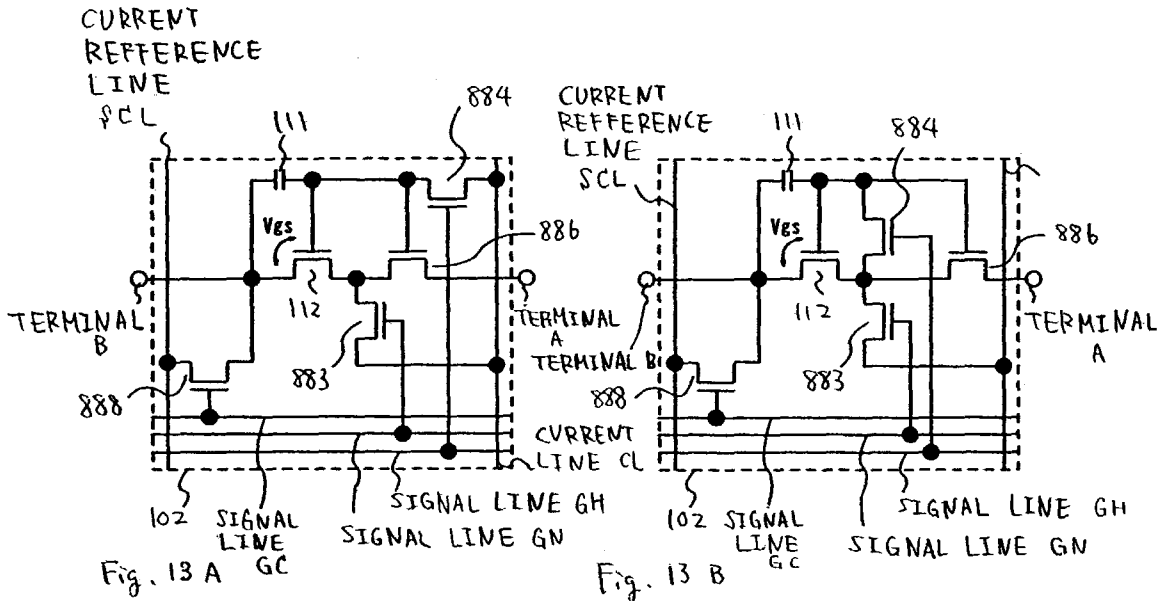 CURRENT
REFFERENCE
LINE
SCL
111
884
Vgs
886
112
TERMINAL
B
TERMINAL
A
883
888
CURRENT
LINE CL
102
SIGNAL
LINE
GC
SIGNAL LINE GH
SIGNAL LINE GN
Fig. 13 A
CURRENT
REFFERENCE
LINE
SCL
111
884
Vgs
886
112
TERMINAL B
TERMINAL
A
883
888
102
SIGNAL
LINE
GC
SIGNAL LINE GH
SIGNAL LINE GN
Fig. 13 B